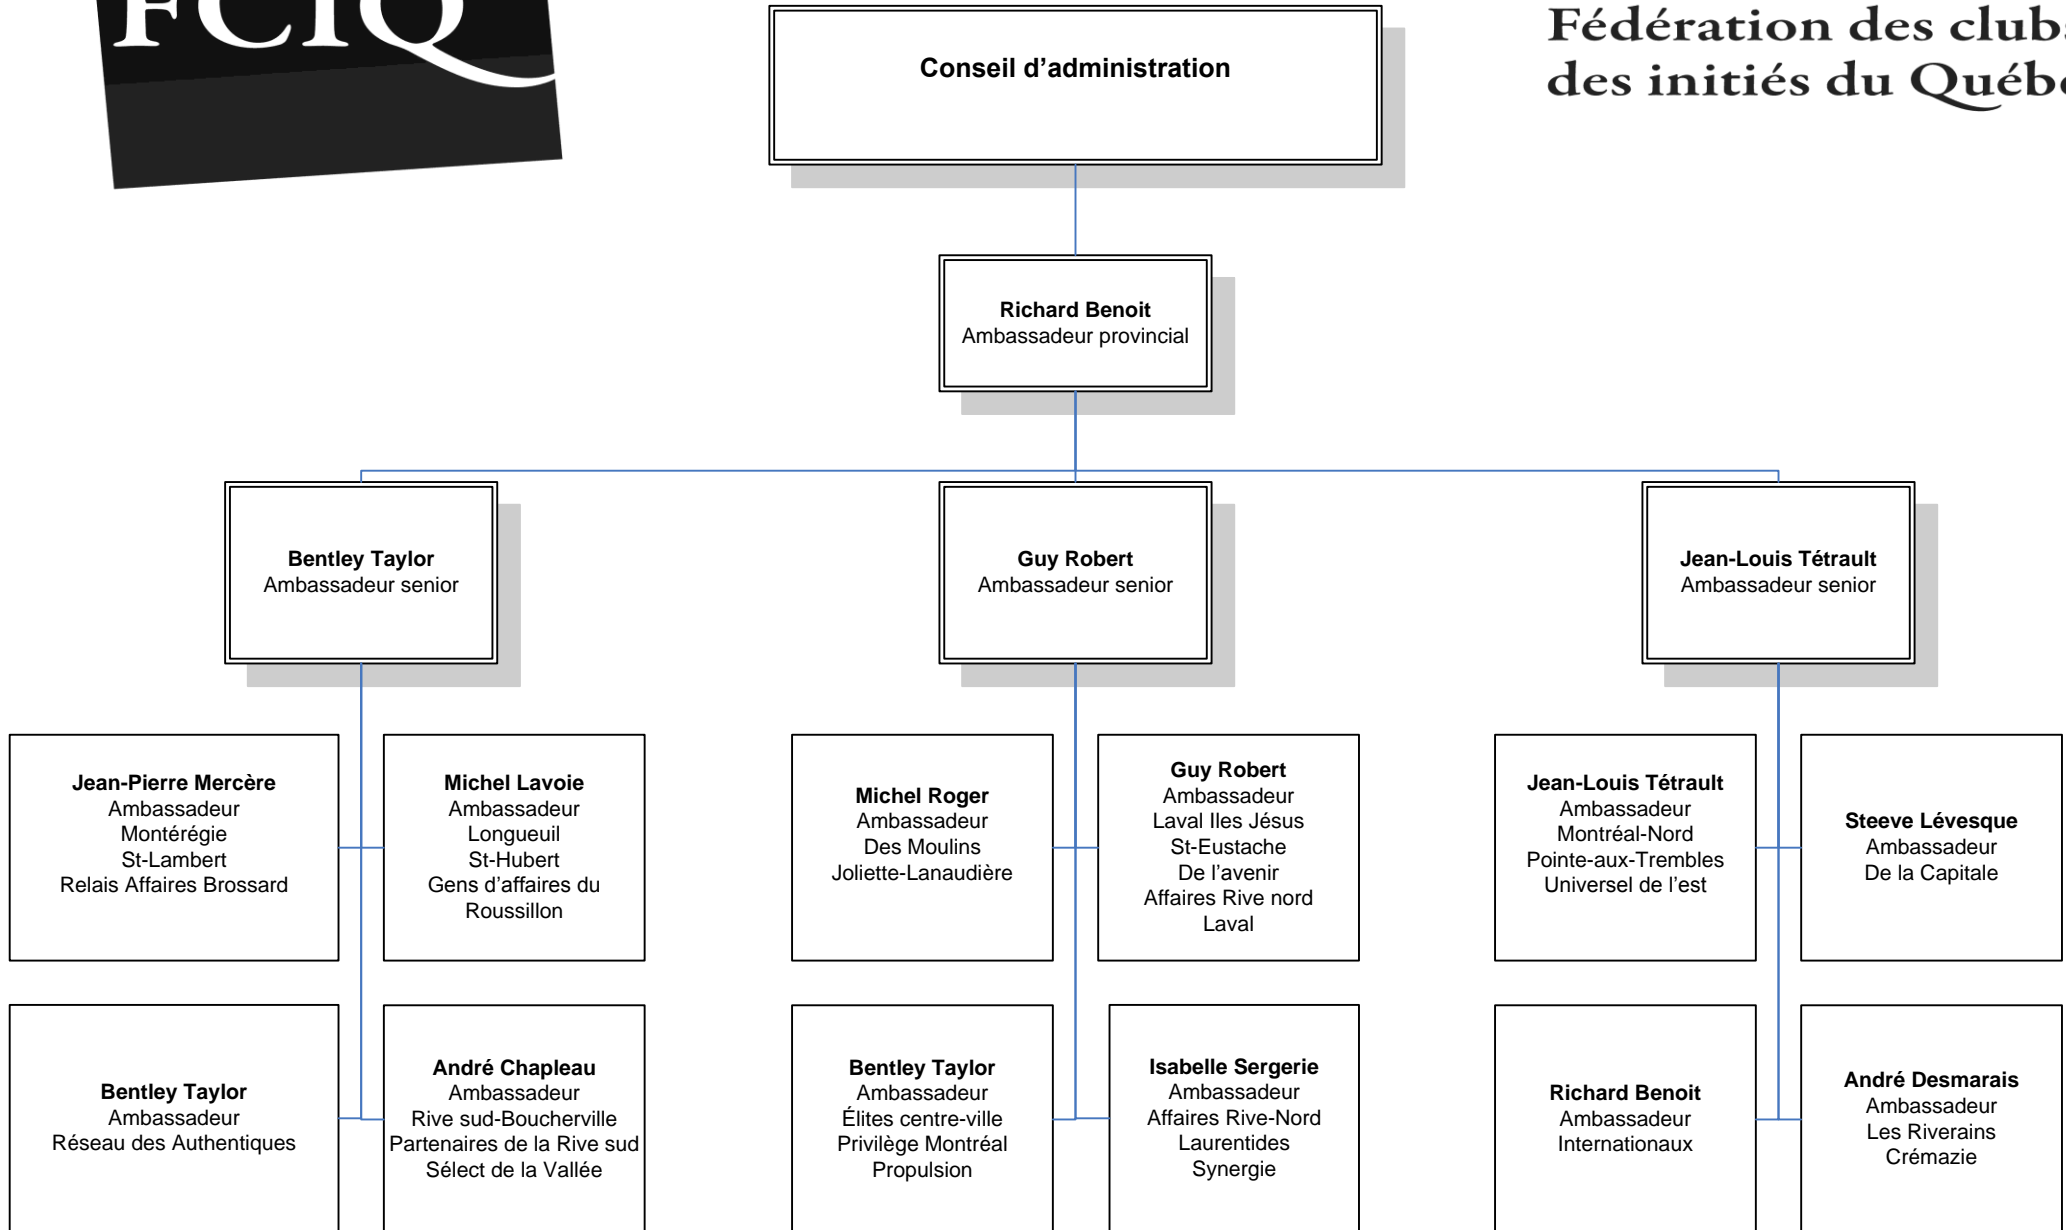 FCIQ
Fédération des clubs
des initiés du
Conseil d’administration
Richard Benoit
Ambassadeur provincial
Bentley Taylor
Ambassadeur senior
Guy Robert
Ambassadeur senior
Jean-Louis Tétrault
Ambassadeur senior
Jean-Pierre Mercère
Ambassadeur
Montérégie
St-Lambert
Relais Affaires Brossard
Michel Lavoie
Ambassadeur
Longueuil
St-Hubert
Gens d’affaires du
Roussillon
Michel Roger
Ambassadeur
Des Moulins
Joliette-Lanaudière
Guy Robert
Ambassadeur
Laval Iles Jésus
St-Eustache
De l’avenir
Affaires Rive nord
Laval
Jean-Louis Tétrault
Ambassadeur
Montréal-Nord
Pointe-aux-Trembles
Universel de l’est
Steeve Lévesque
Ambassadeur
De la Capitale
Bentley Taylor
Ambassadeur
Réseau des Authentiques
André Chapleau
Ambassadeur
Rive sud-Boucherville
Partenaires de la Rive sud
Sélect de la Vallée
Bentley Taylor
Ambassadeur
Élites centre-ville
Privilège Montréal
Propulsion
Isabelle Sergerie
Ambassadeur
Affaires Rive-Nord
Laurentides
Synergie
Richard Benoit
Ambassadeur
Internationaux
André Desmarais
Ambassadeur
Les Riverains
Crémazie